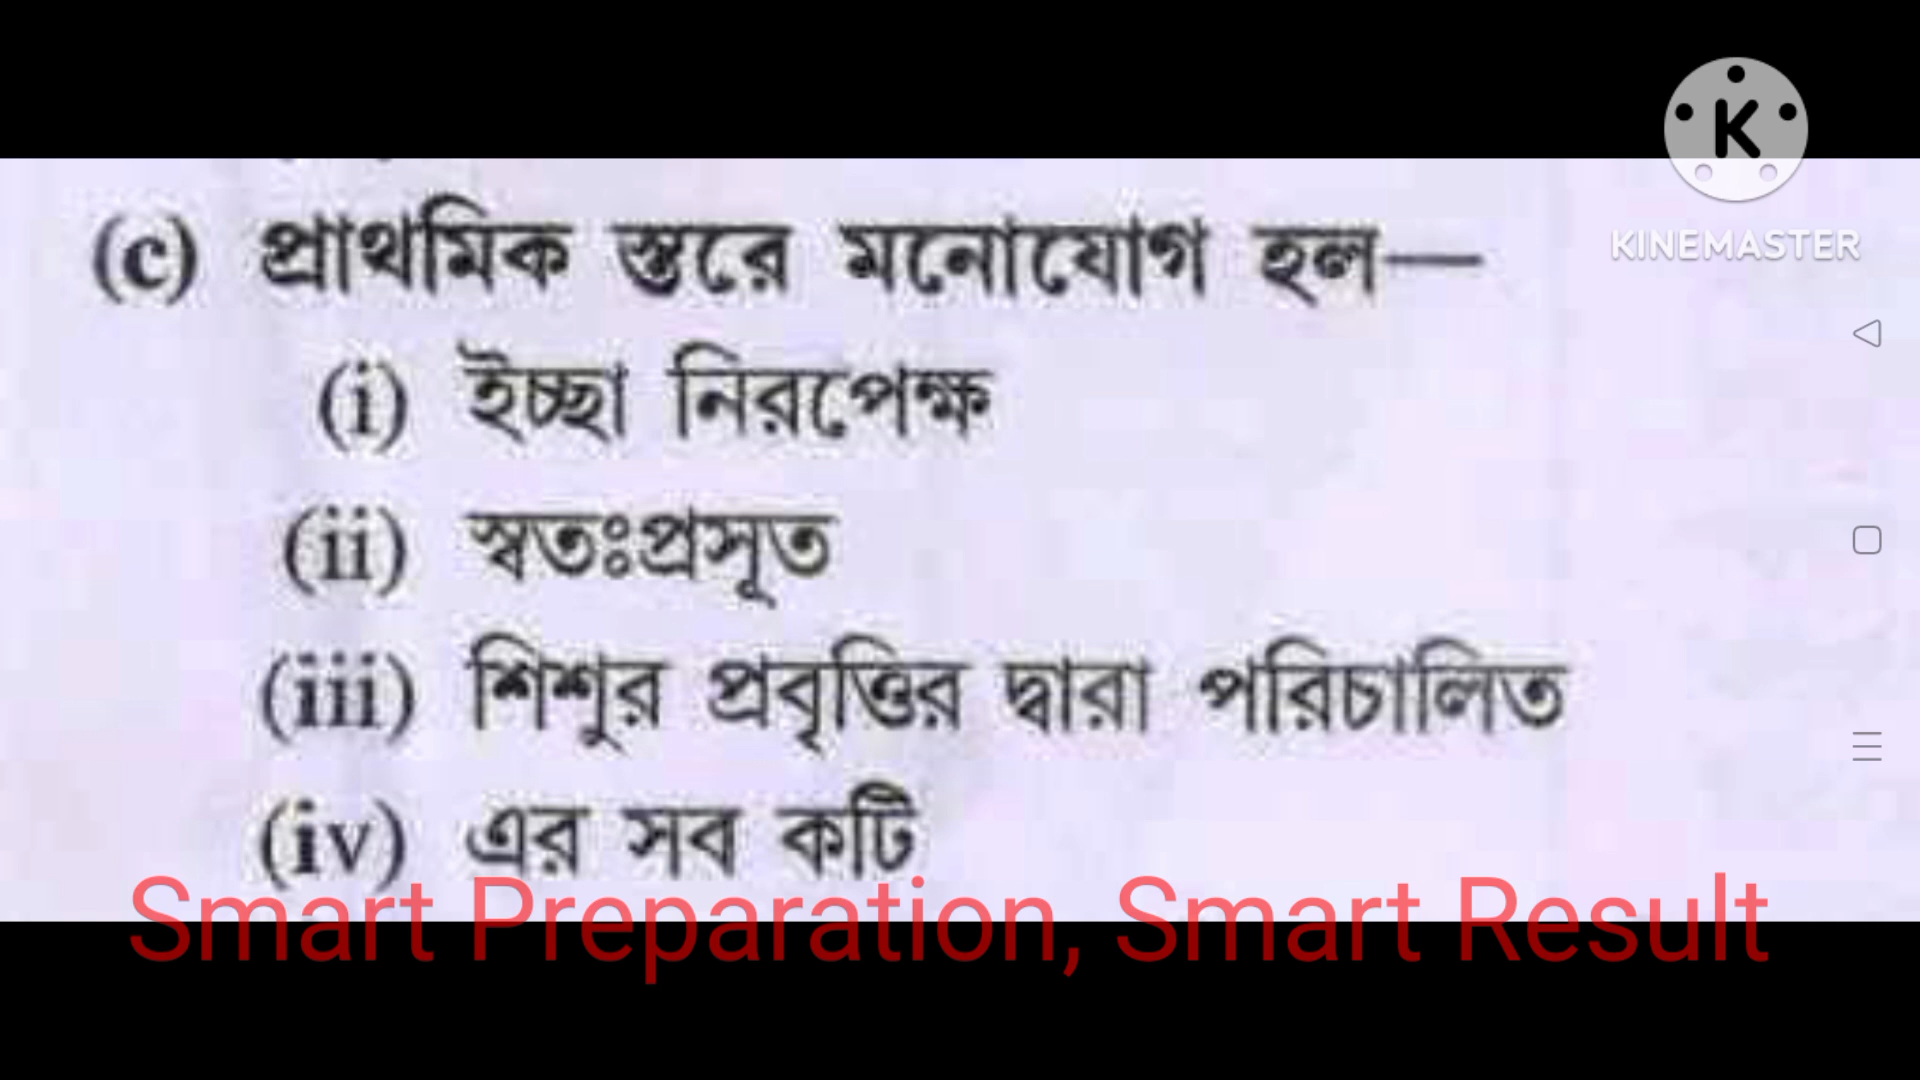 K
KINEMASTER
(c) প্রাথমিক স্তরে মনোযোগ হল—
(i) ইচ্ছা নিরপেক্ষ
(ii) স্বতঃপ্রসূত
(iii) শিশুর প্রবৃত্তির দ্বারা পরিচালিত
(iv) এর সব কটি
Smart Preparation, Smart Result